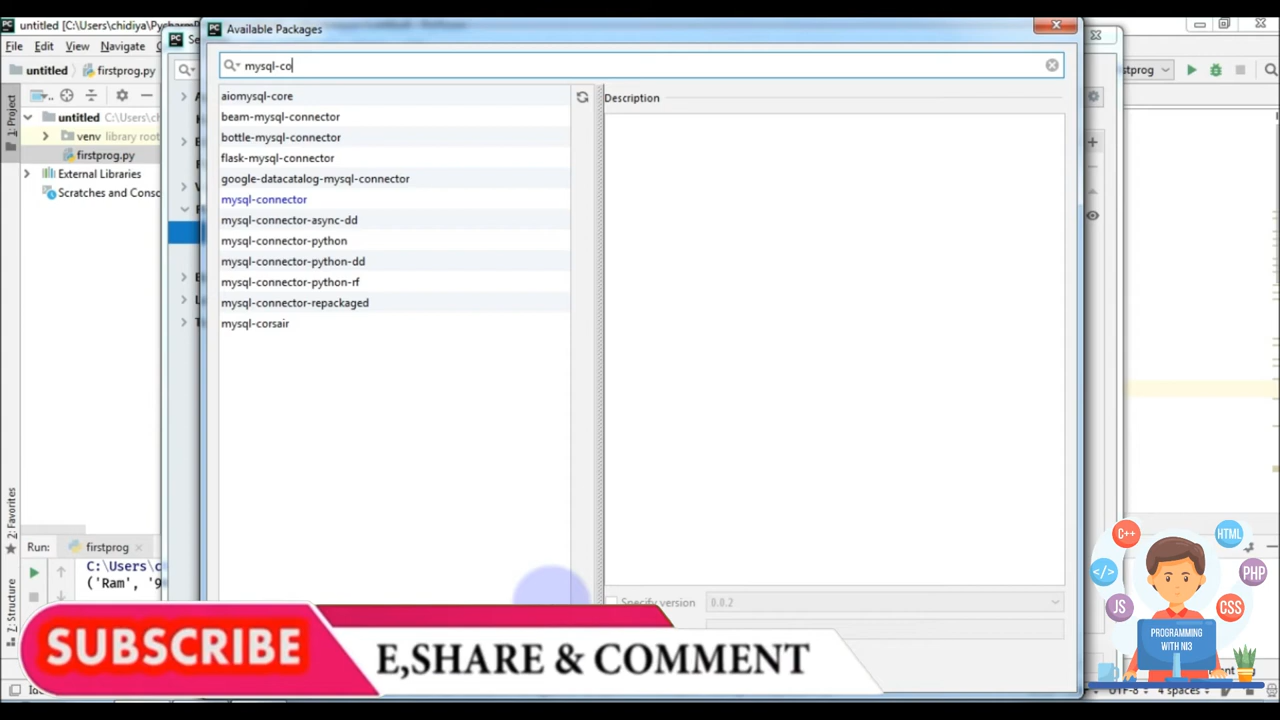 untitled [C:\Users\chidiya\Pycharm
Available Packages
File Edit View Navigate
untitled firstprog.py
mysql-co
1: Project
untitled C:\Users\ch
venv library root
firstprog.py
External Libraries
Scratches and Conso
aiomysql-core
beam-mysql-connector
bottle-mysql-connector
flask-mysql-connector
google-datacatalog-mysql-connector
mysql-connector
mysql-connector-async-dd
mysql-connector-python
mysql-connector-python-dd
mysql-connector-python-rf
mysql-connector-repackaged
mysql-corsair
Description
Specify version 0.0.2
2: Favorites
Z: Structure
Run: firstprog
C:\Users\c
('Ram', '9
SUBSCRIBE
E,SHARE & COMMENT
C++
HTML
</>
PHP
JS
CSS
PROGRAMMING
WITH NI3
UTF-8 4 spaces